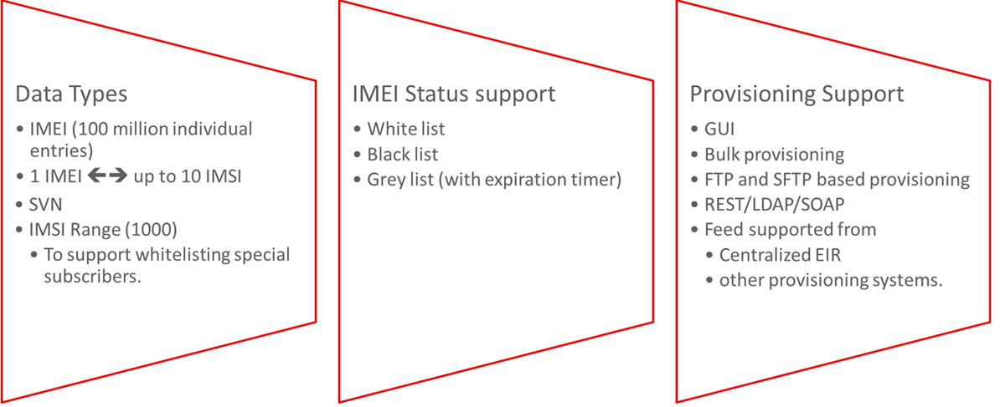 Data Types
• IMEI (100 million individual
entries)
• 1 IMEI 🡨🡪 up to 10 IMSI
• SVN
• IMSI Range (1000)
• To support whitelisting special
subscribers.
IMEI Status support
• White list
• Black list
• Grey list (with expiration timer)
Provisioning Support
• GUI
• Bulk provisioning
• FTP and SFTP based provisioning
• REST/LDAP/SOAP
• Feed supported from
• Centralized EIR
• other provisioning systems.